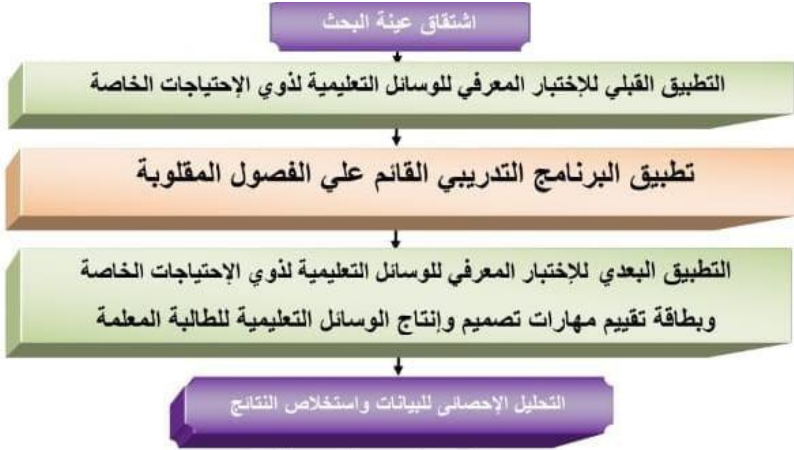 اشتقاق عينة البحث
التطبيق القبلي للإختبار المعرفي للوسائل التعليمية لذوي الإحتياجات الخاصة
تطبيق البرنامج التدريبي القائم علي الفصول المقلوبة
التطبيق البعدي للإختبار المعرفي للوسائل التعليمية لذوي الإحتياجات الخاصة
وبطاقة تقييم مهارات تصميم وإنتاج الوسائل التعليمية للطالبة المعلمة
التحليل الإحصائى للبيانات واستخلاص النتائج